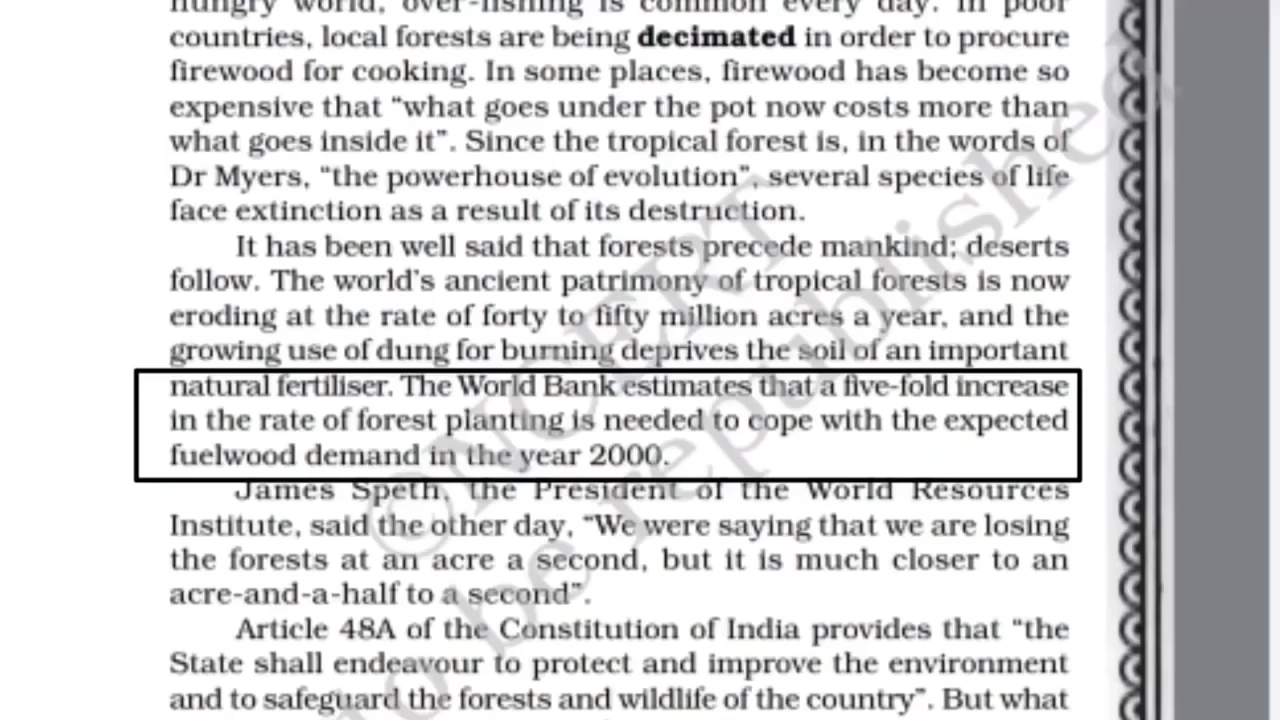 hungry world, over-fishing is common every day. In poor
countries, local forests are being decimated in order to procure
firewood for cooking. In some places, firewood has become so
expensive that “what goes under the pot now costs more than
what goes inside it”. Since the tropical forest is, in the words of
Dr Myers, “the powerhouse of evolution”, several species of life
face extinction as a result of its destruction.
It has been well said that forests precede mankind; deserts
follow. The world’s ancient patrimony of tropical forests is now
eroding at the rate of forty to fifty million acres a year, and the
growing use of dung for burning deprives the soil of an important
natural fertiliser. The World Bank estimates that a five-fold increase
in the rate of forest planting is needed to cope with the expected
fuelwood demand in the year 2000.
James Speth, the President of the World Resources
Institute, said the other day, “We were saying that we are losing
the forests at an acre a second, but it is much closer to an
acre-and-a-half to a second”.
Article 48A of the Constitution of India provides that “the
State shall endeavour to protect and improve the environment
and to safeguard the forests and wildlife of the country”. But what
©NCERT
to be republished